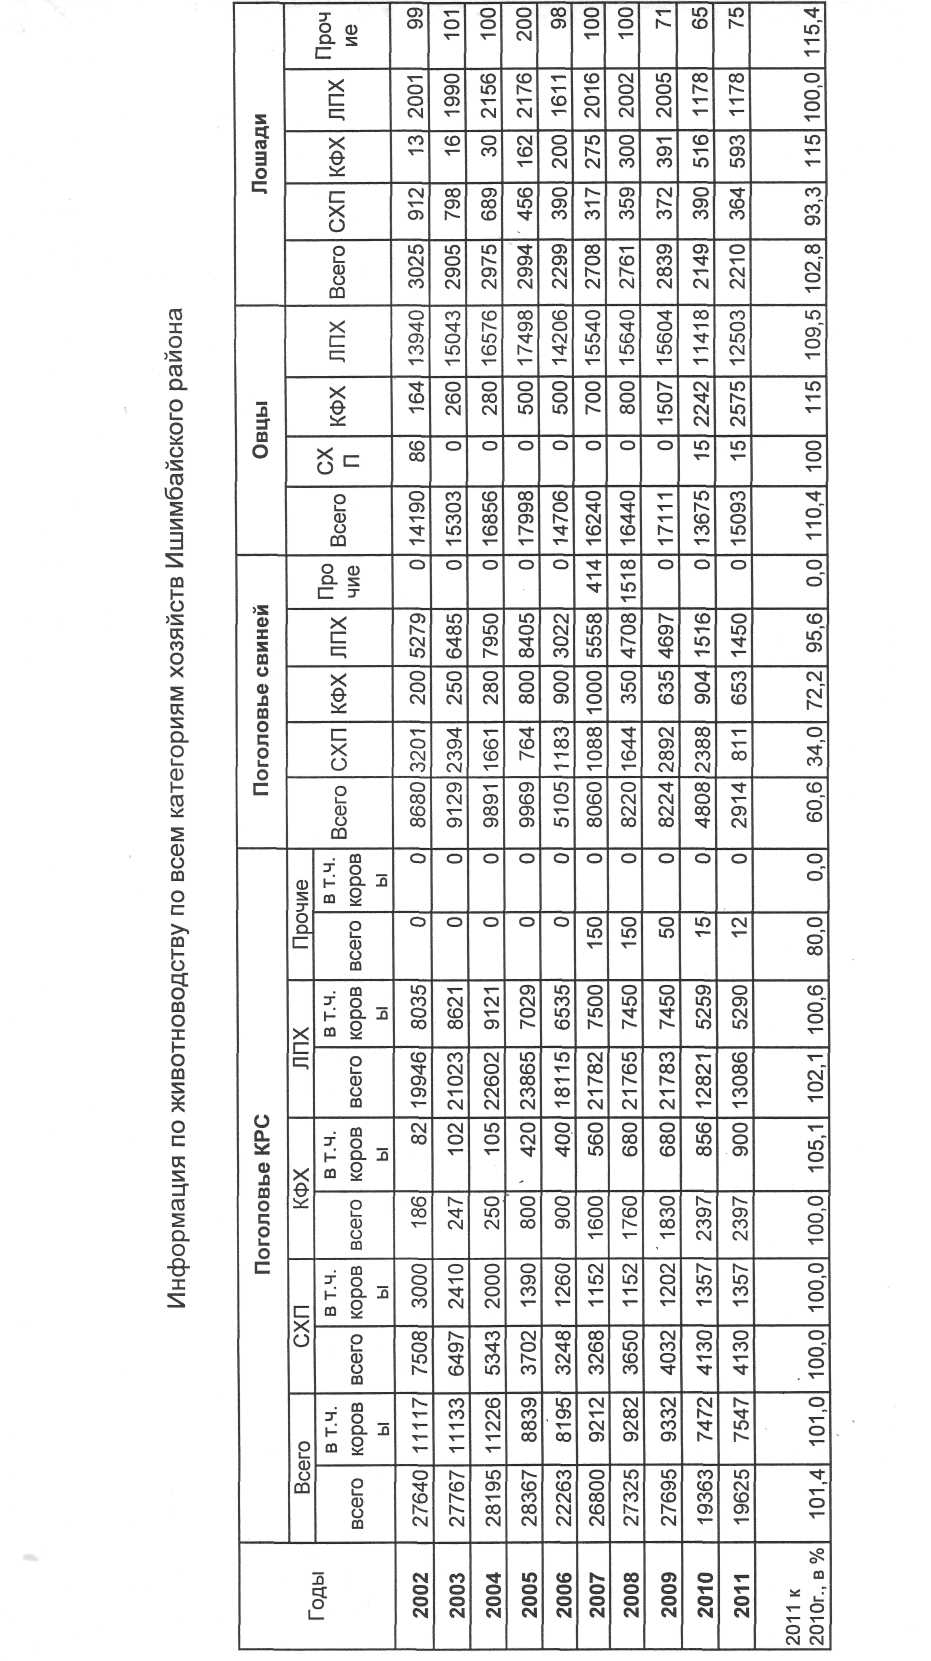 Информация по животноводству по всем категориям хозяйств Ишимбайского района
Годы Поголовье КРС Поголовье свиней Овцы Лошади
Всего СХП КФХ ЛПХ Прочие Всего СХП КФХ ЛПХ Про чие Всего СХ П КФХ ЛПХ Всего СХП КФХ ЛПХ Проч ие
всего в т.ч. коров ы всего в т.ч. коров ы всего в т.ч. коров ы всего в т.ч. коров ы всего в т.ч. коров ы
2002 27640 11117 7508 3000 186 82 19946 8035 0 0 8680 3201 200 5279 0 14190 86 164 13940 3025 912 13 2001 99
2003 27767 11133 6497 2410 247 102 21023 8621 0 0 9129 2394 250 6485 0 15303 0 260 15043 2905 798 16 1990 101
2004 28195 11226 5343 2000 250 105 22602 9121 0 0 9891 1661 280 7950 0 16856 0 280 16576 2975 689 30 2156 100
2005 28367 8839 3702 1390 800 420 23865 7029 0 0 9969 764 800 8405 0 17998 0 500 17498 2994 456 162 2176 200
2006 22263 8195 3248 1260 900 400 18115 6535 0 0 5105 1183 900 3022 0 14706 0 500 14206 2299 390 200 1611 98
2007 26800 9212 3268 1152 1600 560 21782 7500 150 0 8060 1088 1000 5558 414 16240 0 700 15540 2708 317 275 2016 100
2008 27325 9282 3650 1152 1760 680 21765 7450 150 0 8220 1644 350 4708 1518 16440 0 800 15640 2761 359 300 2002 100
2009 27695 9332 4032 1202 1830 680 21783 7450 50 0 8224 2892 635 4697 0 17111 0 1507 15604 2839 372 391 2005 71
2010 19363 7472 4130 1357 2397 856 12821 5259 15 0 4808 2388 904 1516 0 13675 15 2242 11418 2149 390 516 1178 65
2011 19625 7547 4130 1357 2397 900 13086 5290 12 0 2914 811 653 1450 0 15093 15 2575 12503 2210 364 593 1178 75
2011 к
2010г., в % 101,4 101,0 100,0 100,0 100,0 105,1 102,1 100,6 80,0 0,0 60,6 34,0 72,2 95,6 0,0 110,4 100 115 109,5 102,8 93,3 115 100,0 115,4